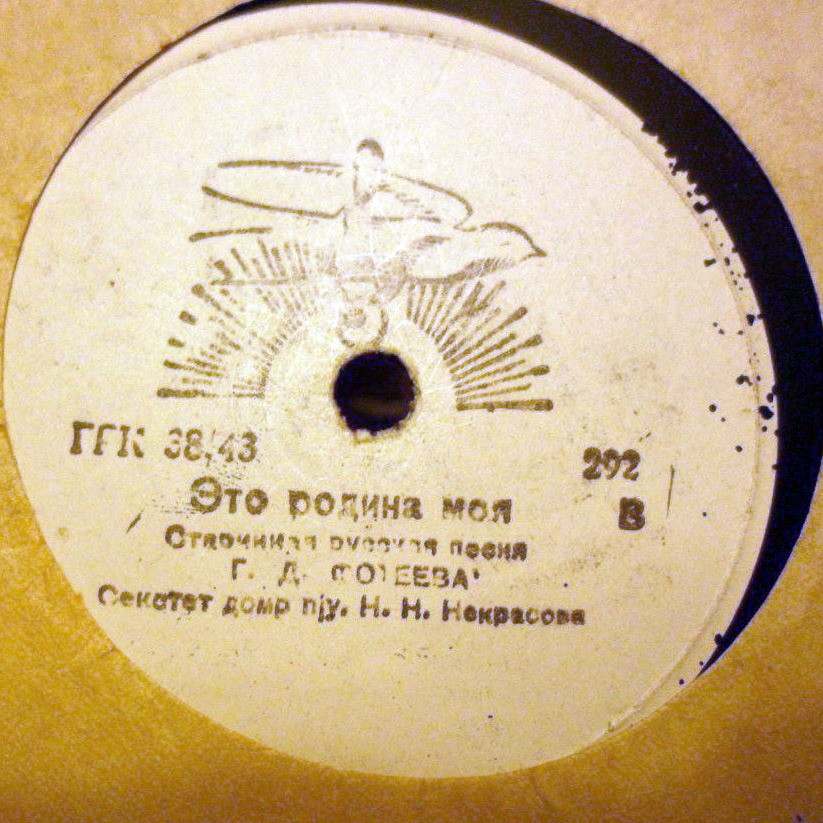 ГРК 38/43
292
Это родина моя
В
Старинная русская песня
Г. Д. ФОТЕЕВА
Секстет домр п/у. Н. Н. Некрасова